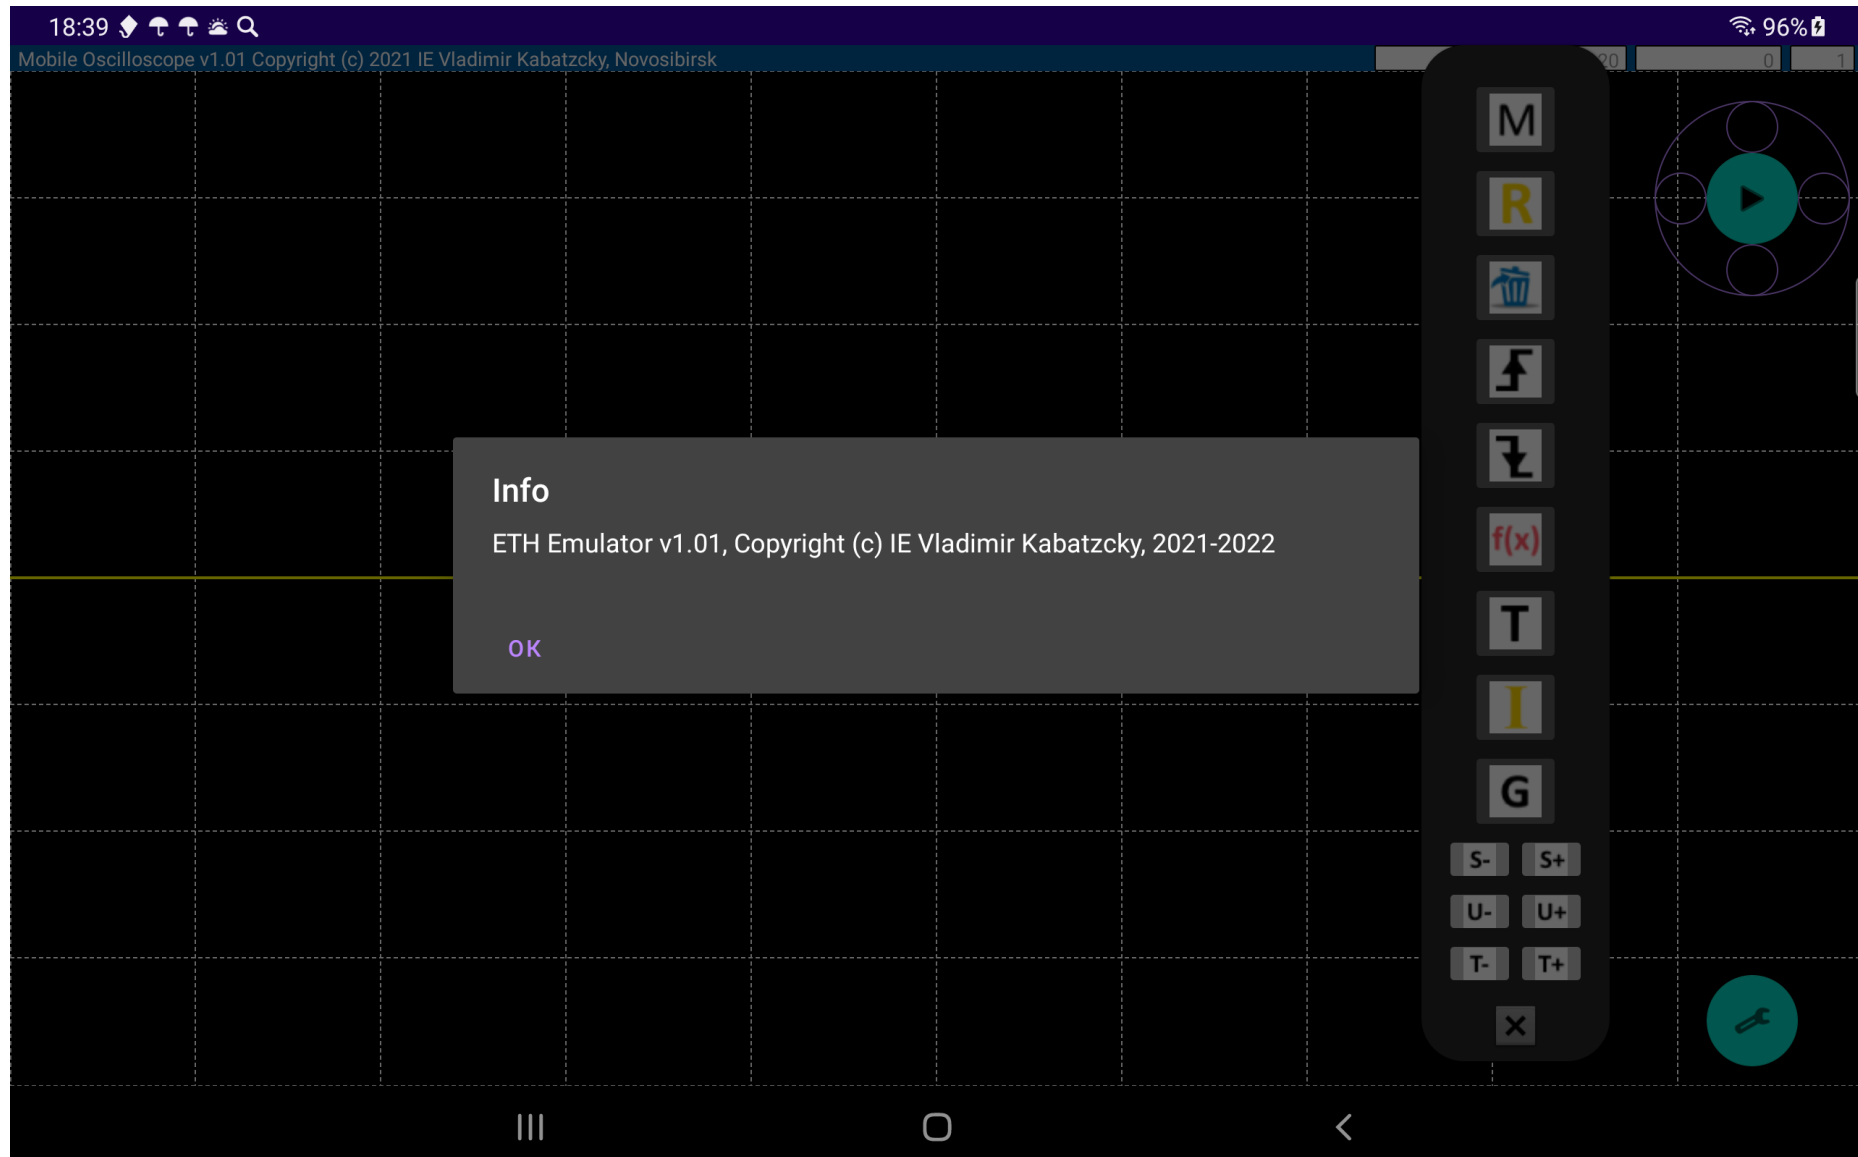 18:39
96%
Mobile Oscilloscope v1.01 Copyright (c) 2021 IE Vladimir Kabatzcky, Novosibirsk
20
0
1
M
R
f(x)
T
I
G
S- S+
U- U+
T- T+
Info
ETH Emulator v1.01, Copyright (c) IE Vladimir Kabatzcky, 2021-2022
OK